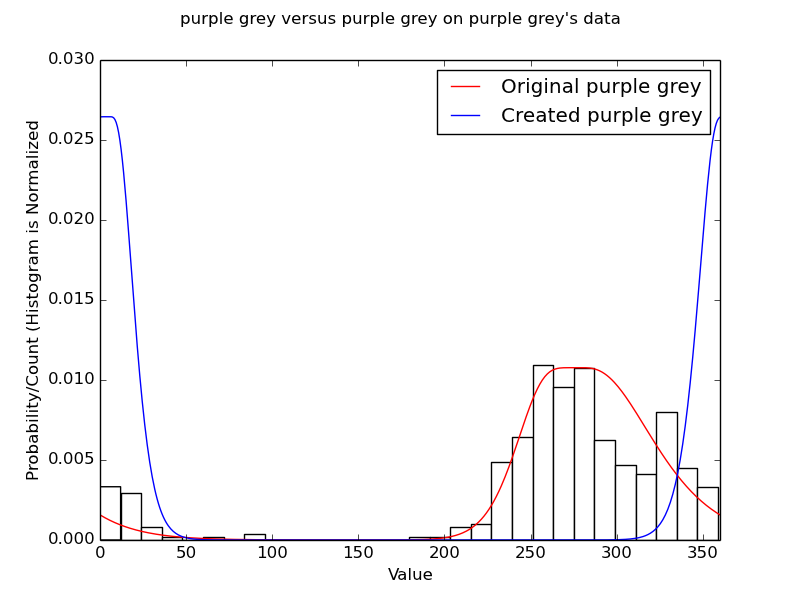 purple grey versus purple grey on purple grey's data
0.030
0.025
0.020
0.015
0.010
0.005
0.000
Probability/Count (Histogram is Normalized
Original purple grey
Created purple grey
0 50 100 150 200 250 300 350
Value